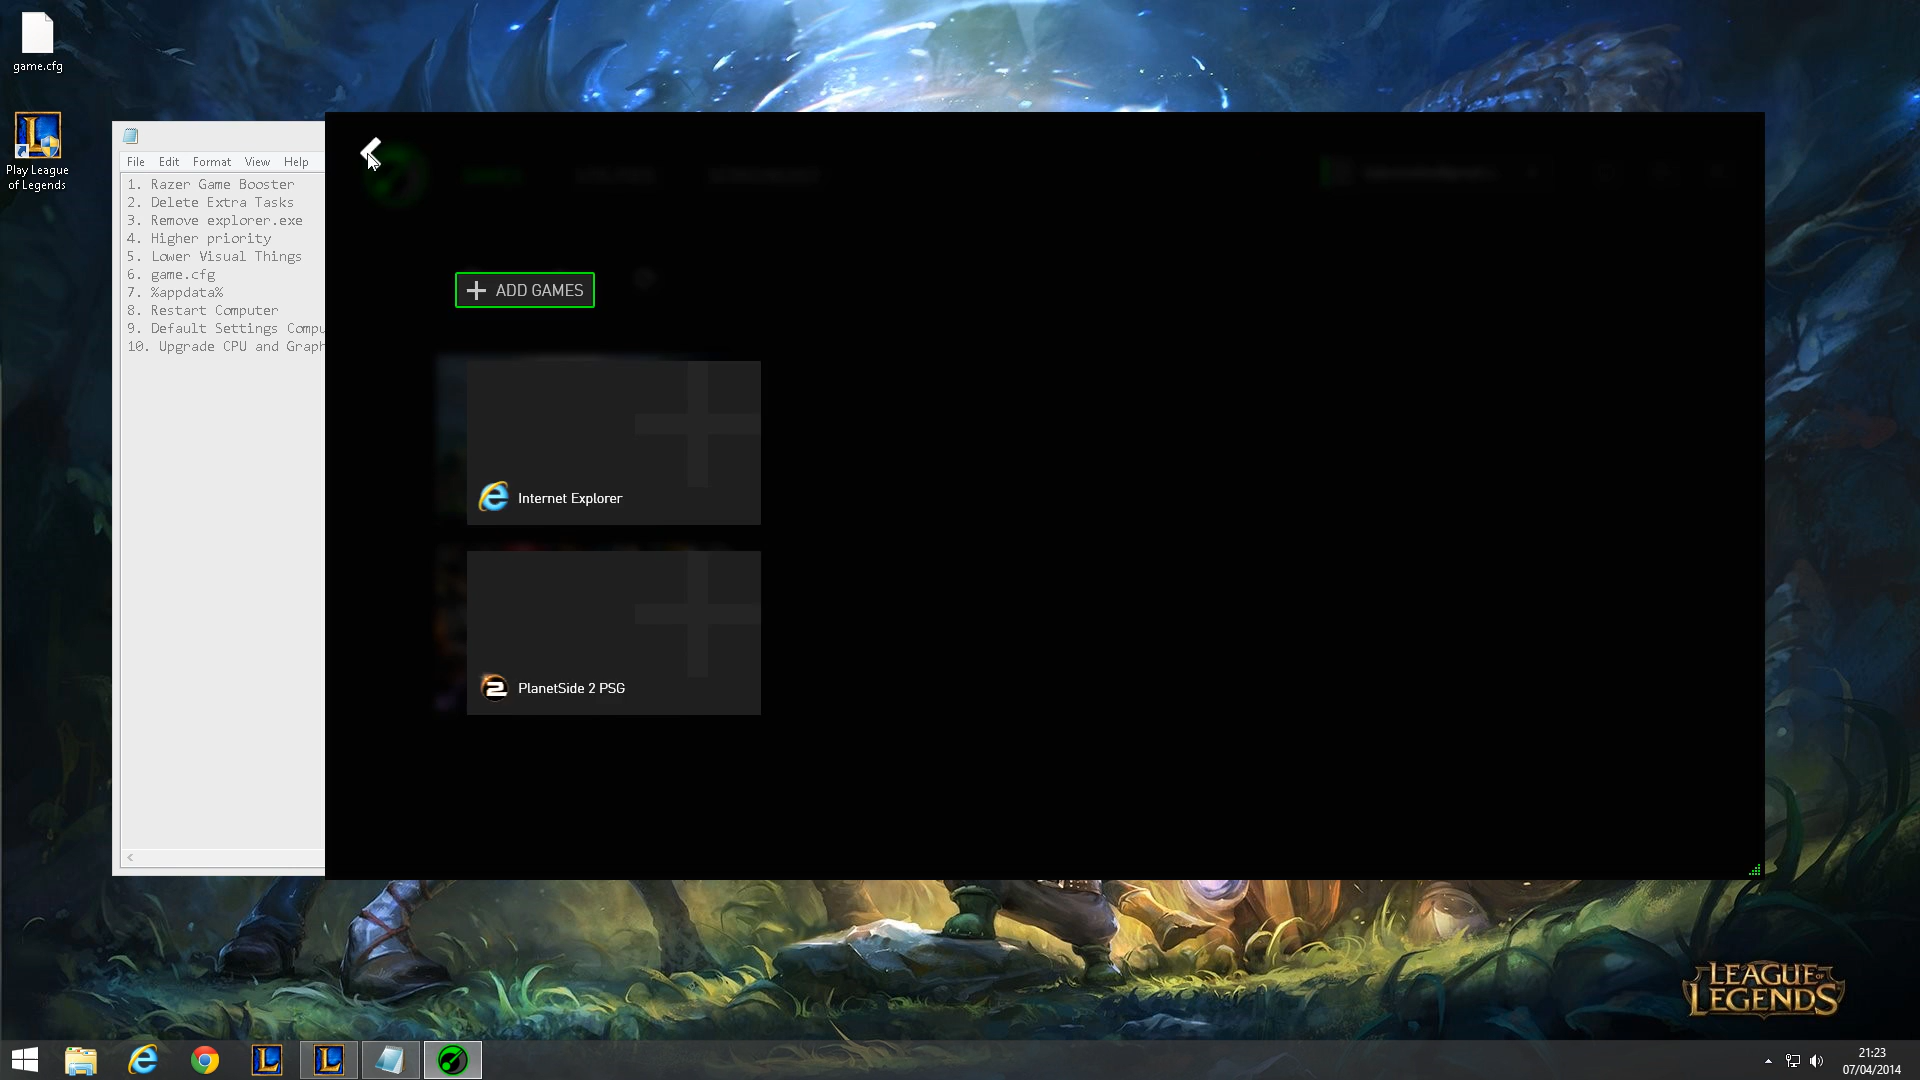 game.cfg
Play League
of Legends
File Edit Format View Help
1. Razer Game Booster
2. Delete Extra Tasks
3. Remove explorer.exe
4. Higher priority
5. Lower Visual Things
6. game.cfg
7. %appdata%
8. Restart Computer
9. Default Settings Compu
10. Upgrade CPU and Graph
ADD GAMES
Internet Explorer
PlanetSide 2 PSG
LEAGUE OF
LEGENDS
21:23
07/04/2014